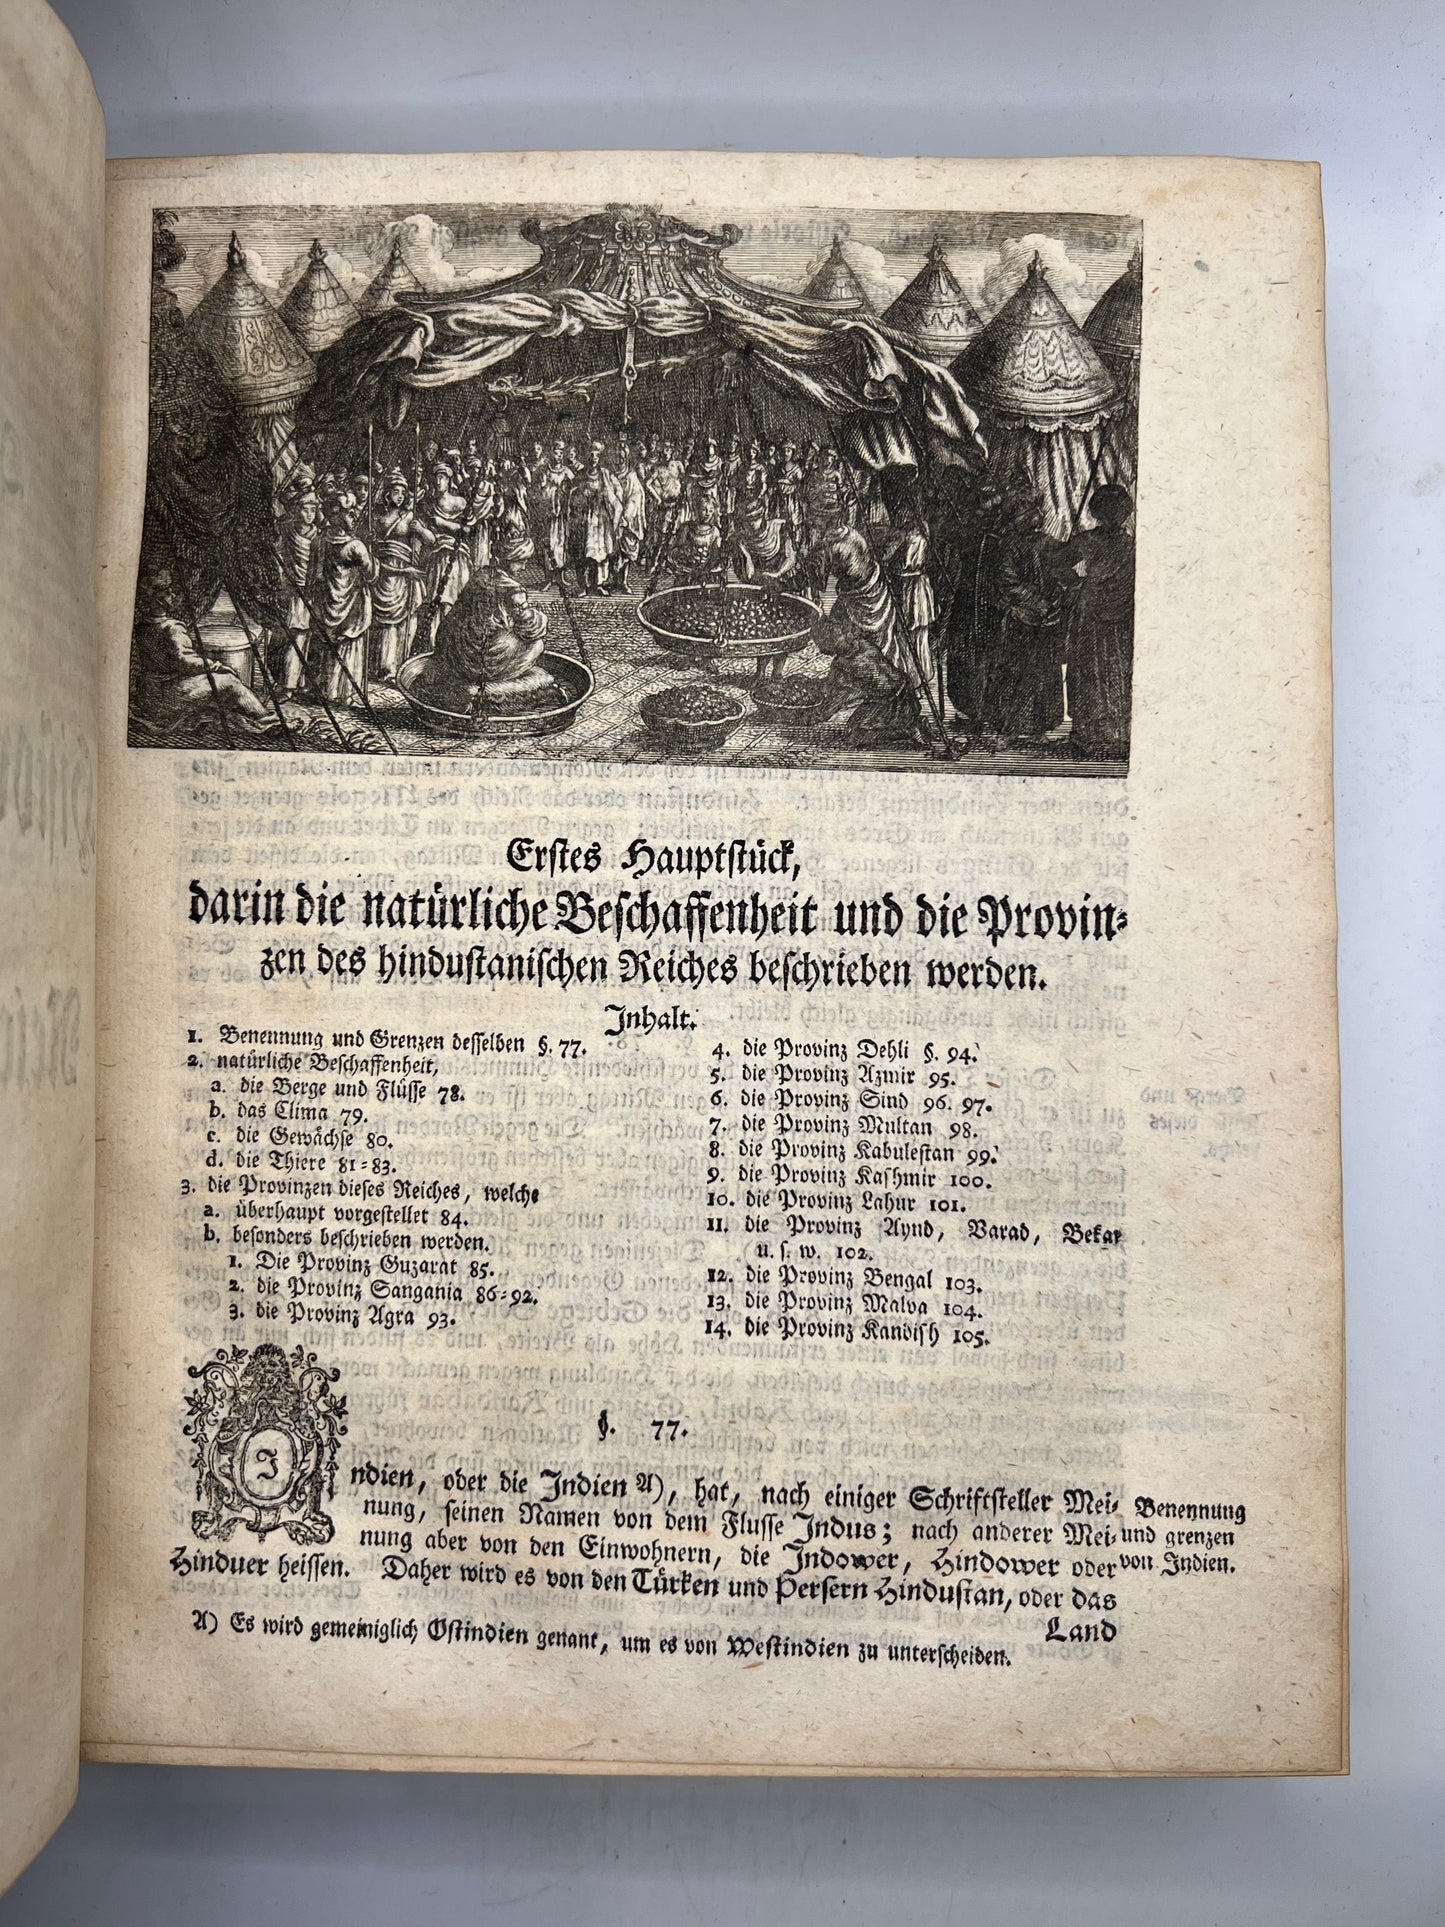 Erstes Hauptstück,
darin die natürliche Beschaffenheit und die Provin-
zen des hindustanischen Reiches beschrieben werden.
Inhalt.
1. Benennung und Grenzen desselben §. 77.
2. natürliche Beschaffenheit,
a. die Berge und Flüsse 78.
b. das Clima 79.
c. die Gewächse 80.
d. die Thiere 81-83.
3. die Provinzen dieses Reiches, welche
a. überhaupt vorgestellet 84.
b. besonders beschrieben werden.
1. Die Provinz Guzarat 85.
2. die Provinz Sangania 86-92.
3. die Provinz Agra 93.
4. die Provinz Dehli §. 94.
5. die Provinz Azmir 95.
6. die Provinz Sind 96. 97.
7. die Provinz Multan 98.
8. die Provinz Kabulestan 99.
9. die Provinz Kashmir 100.
10. die Provinz Lahur 101.
11. die Provinz Ayud, Varad, Bekar
u. s. w. 102.
12. die Provinz Bengal 103.
13. die Provinz Malva 104.
14. die Provinz Kandish 105.
§. 77.
Indien, oder die Indien A), hat, nach einiger Schriftsteller Mei-
nung, seinen Namen von dem Flusse Indus; nach anderer Mei-
nung aber von den Einwohnern, die Indower, Hindower oder
Hinduer heissen. Daher wird es von den Türken und Persern Hindustan, oder das
Land
Benennung
und grenzen
von Indien.
A) Es wird gemeiniglich Ostindien genant, um es von Westindien zu unterscheiden.